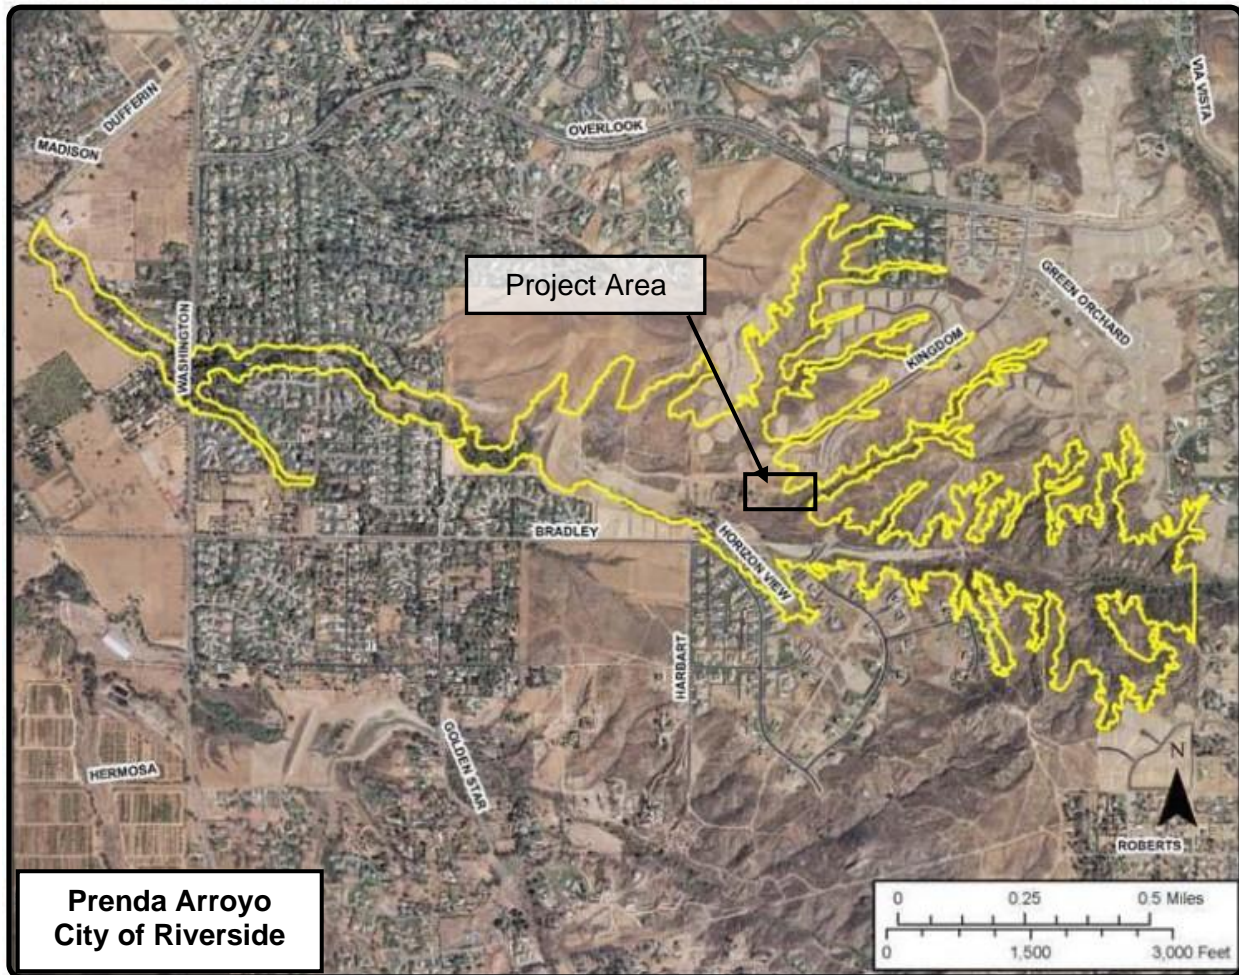 VIA VISTA
DUFFERIN
MADISON
OVERLOOK
Project Area
GREEN ORCHARD
WASHINGTON
KINGDOM
BRADLEY
HORIZON VIEW
HARBART
GOLDEN STAR
HERMOSA
N
ROBERTS
Prenda Arroyo
City of Riverside
0 0.25 0.5 Miles
0 1,500 3,000 Feet